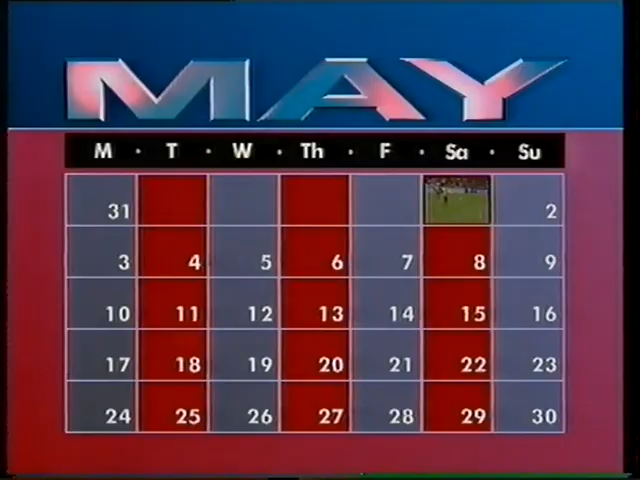 MAY
M · T · W · Th · F · Sa · Su
31 2
3 4 5 6 7 8 9
10 11 12 13 14 15 16
17 18 19 20 21 22 23
24 25 26 27 28 29 30